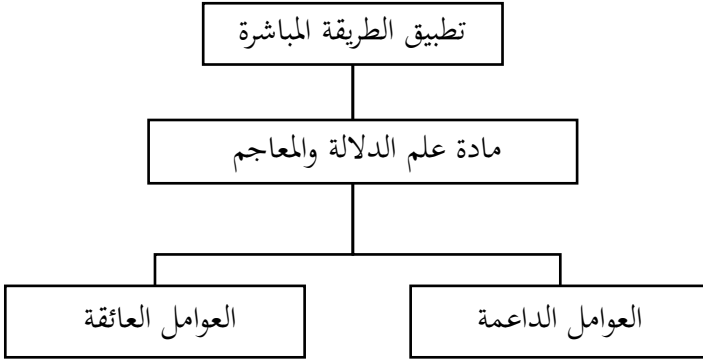 تطبيق الطريقة المباشرة
مادة علم الدلالة والمعاجم
العوامل الداعمة
العوامل العائقة